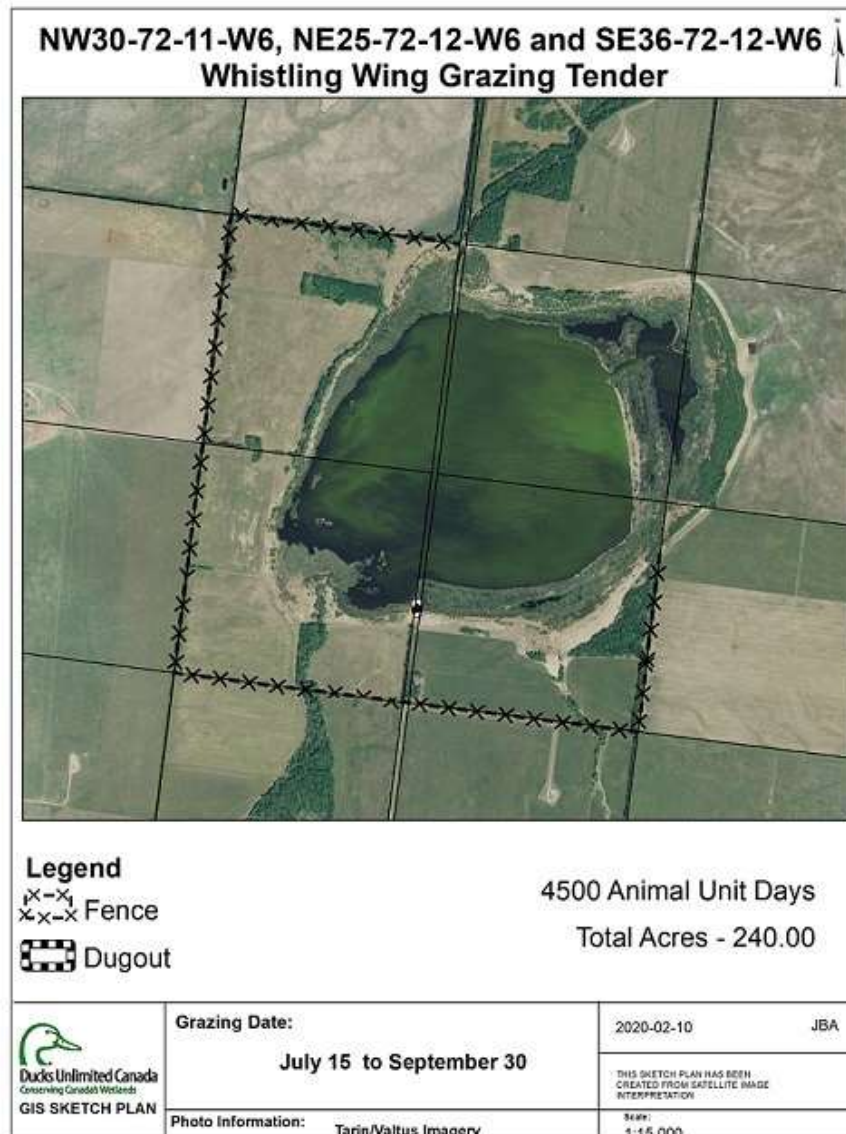 NW30-72-11-W6, NE25-72-12-W6 and SE36-72-12-W6
Whistling Wing Grazing Tender
Legend
Fence
Dugout
4500 Animal Unit Days
Total Acres - 240.00
Ducks Unlimited Canada
Conserving Canada's Wetlands
GIS SKETCH PLAN
Grazing Date:
July 15 to September 30
Photo Information:
Tarin/Valtus Imagery
2020-02-10
JBA
THIS SKETCH PLAN HAS BEEN
CREATED FROM SATELLITE IMAGE
INTERPRETATION
Scale:
1:15,000